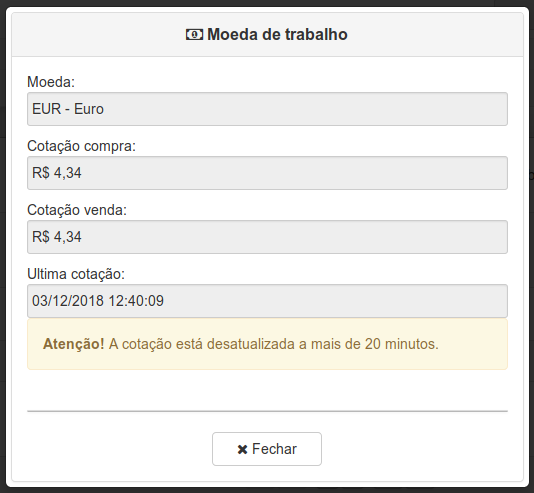 Moeda de trabalho
Moeda:
EUR - Euro
Cotação compra:
R$ 4,34
Cotação venda:
R$ 4,34
Ultima cotação:
03/12/2018 12:40:09
Atenção! A cotação está desatualizada a mais de 20 minutos.
Fechar